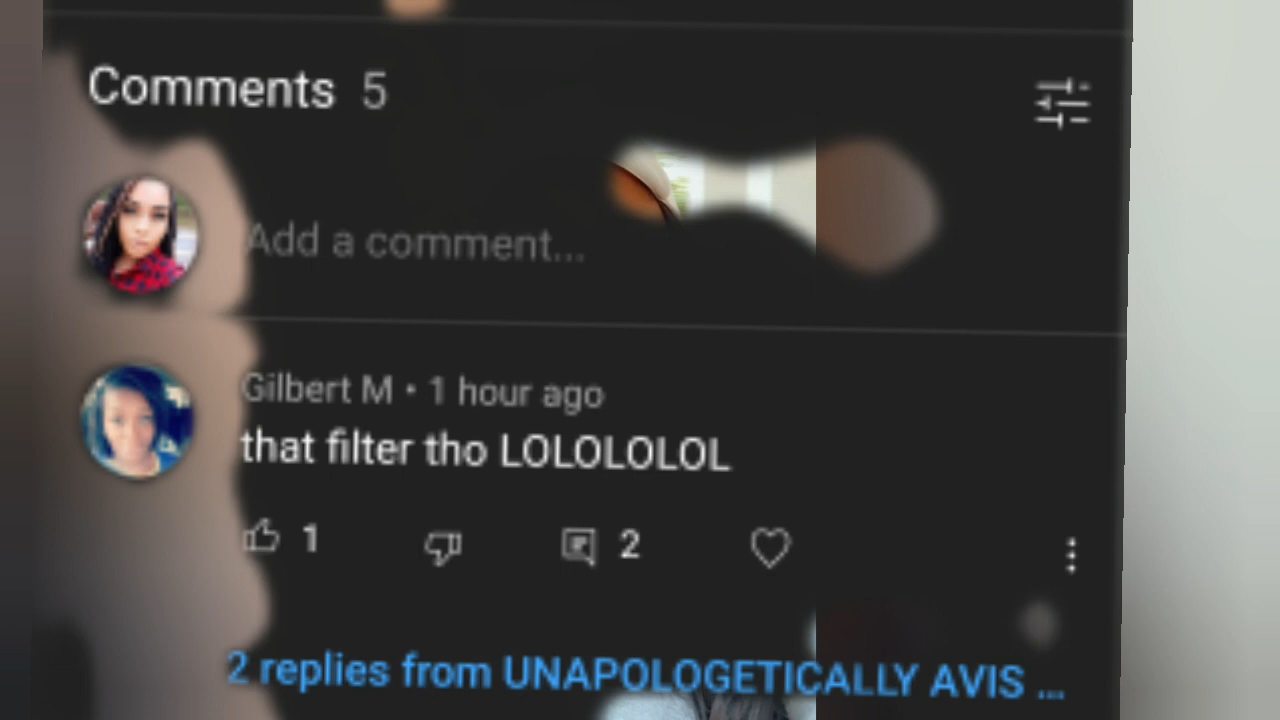 Comments 5
Add a comment...
Gilbert M • 1 hour ago
that filter tho LOLOLOLOL
1 2
2 replies from UNAPOLOGETICALLY AVIS ...